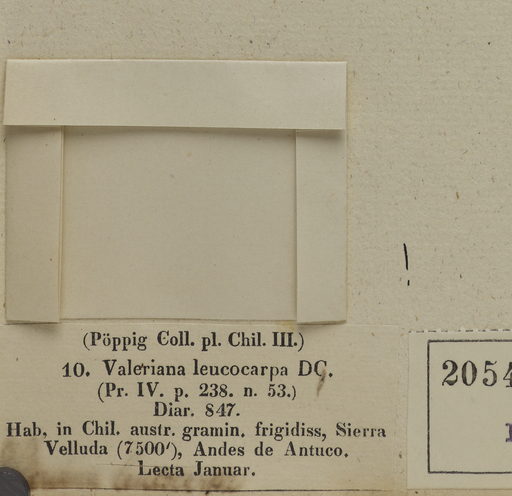 (Pöppig Coll. pl. Chil. III.)
10. Valeriana leucocarpa DC.
(Pr. IV. p. 238. n. 53.)
Diar. 847.
Hab, in Chil. austr. gramin. frigidiss, Sierra
Velluda (7500'), Andes de Antuco.
Lecta Januar.
2054